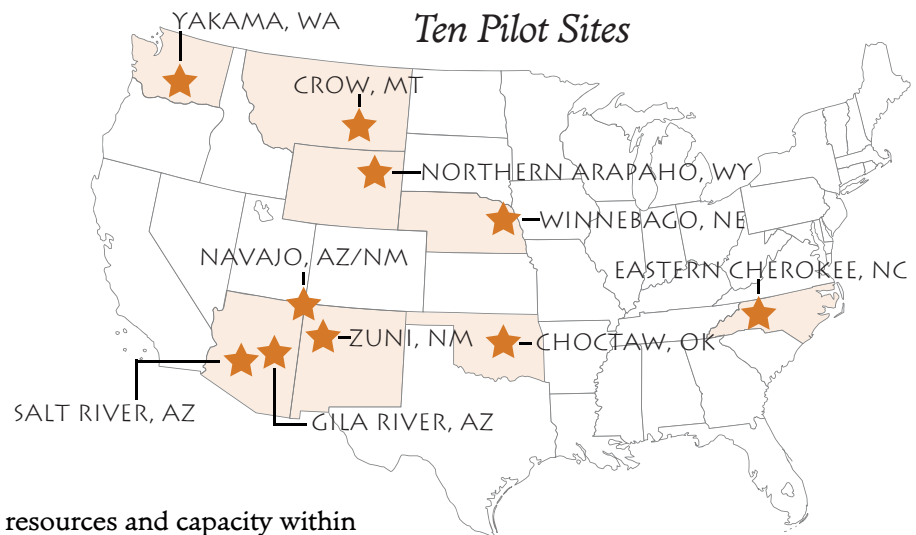 YAKAMA, WA
Ten Pilot Sites
CROW, MT
NORTHERN ARAPAHO, WY
WINNEBAGO, NE
NAVAJO, AZ/NM
EASTERN CHEROKEE, NC
ZUNI, NM
CHOCTAW, OK
SALT RIVER, AZ
GILA RIVER, AZ
resources and capacity within